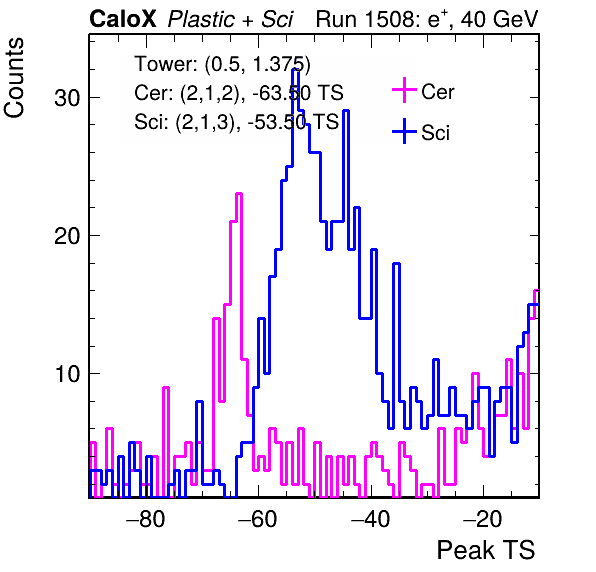 CaloX Plastic + Sci Run 1508: e+, 40 GeV
Counts
Tower: (0.5, 1.375)
Cer: (2,1,2), -63.50 TS
Sci: (2,1,3), -53.50 TS
Cer
Sci
30
20
10
−80 −60 −40 −20
Peak TS